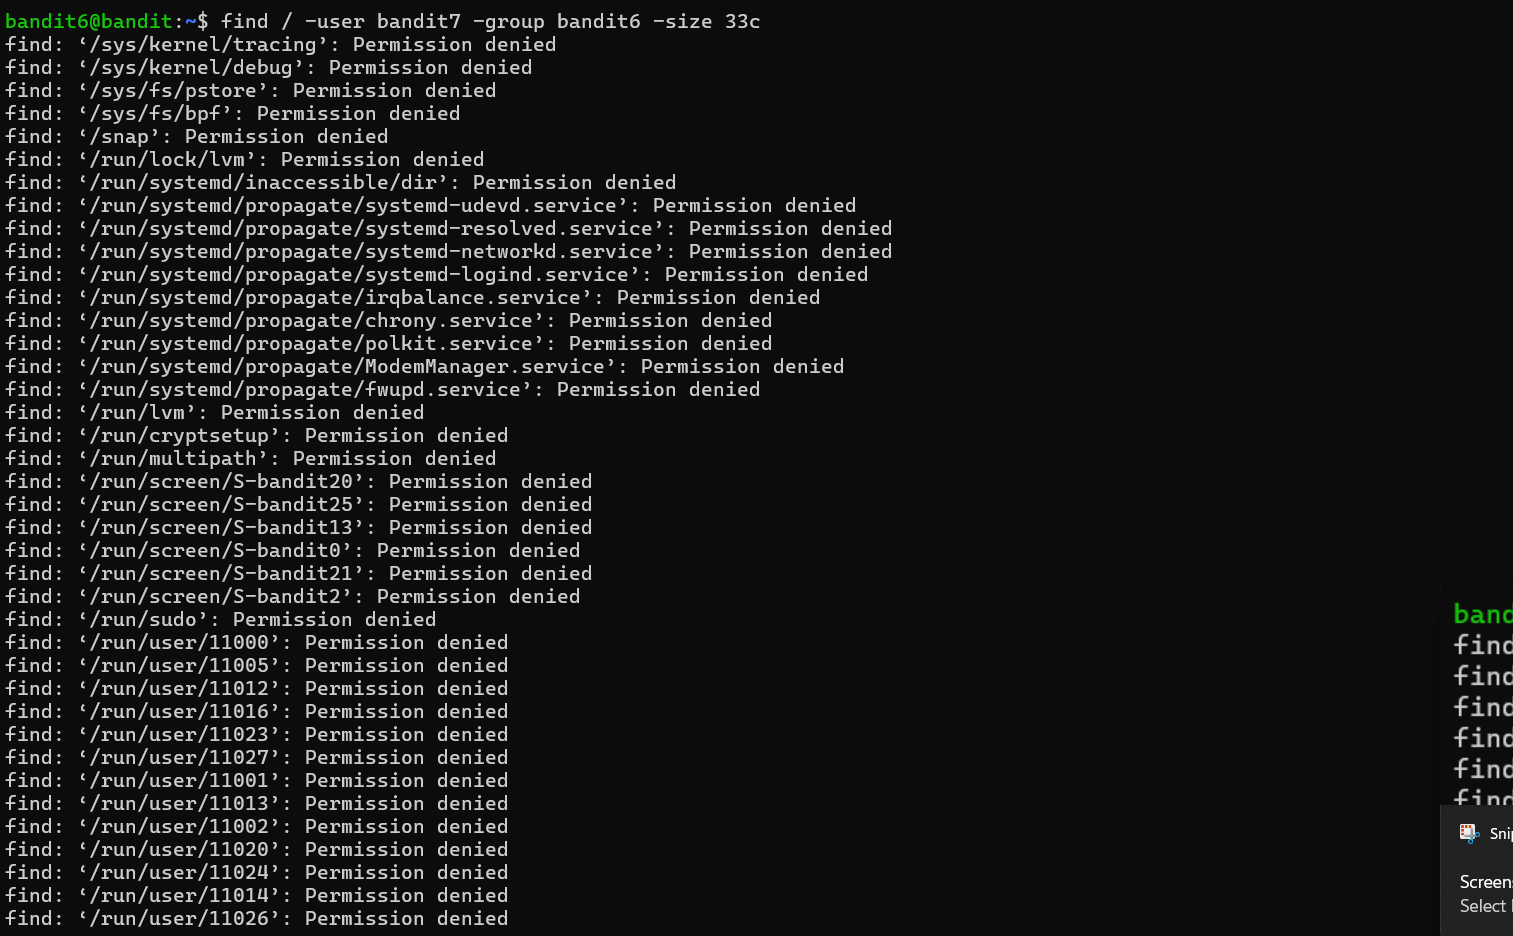 bandit6@bandit:~$ find / -user bandit7 -group bandit6 -size 33c
find: ‘/sys/kernel/tracing’: Permission denied
find: ‘/sys/kernel/debug’: Permission denied
find: ‘/sys/fs/pstore’: Permission denied
find: ‘/sys/fs/bpf’: Permission denied
find: ‘/snap’: Permission denied
find: ‘/run/lock/lvm’: Permission denied
find: ‘/run/systemd/inaccessible/dir’: Permission denied
find: ‘/run/systemd/propagate/systemd-udevd.service’: Permission denied
find: ‘/run/systemd/propagate/systemd-resolved.service’: Permission denied
find: ‘/run/systemd/propagate/systemd-networkd.service’: Permission denied
find: ‘/run/systemd/propagate/systemd-logind.service’: Permission denied
find: ‘/run/systemd/propagate/irqbalance.service’: Permission denied
find: ‘/run/systemd/propagate/chrony.service’: Permission denied
find: ‘/run/systemd/propagate/polkit.service’: Permission denied
find: ‘/run/systemd/propagate/ModemManager.service’: Permission denied
find: ‘/run/systemd/propagate/fwupd.service’: Permission denied
find: ‘/run/lvm’: Permission denied
find: ‘/run/cryptsetup’: Permission denied
find: ‘/run/multipath’: Permission denied
find: ‘/run/screen/S-bandit20’: Permission denied
find: ‘/run/screen/S-bandit25’: Permission denied
find: ‘/run/screen/S-bandit13’: Permission denied
find: ‘/run/screen/S-bandit0’: Permission denied
find: ‘/run/screen/S-bandit21’: Permission denied
find: ‘/run/screen/S-bandit2’: Permission denied
find: ‘/run/sudo’: Permission denied
find: ‘/run/user/11000’: Permission denied
find: ‘/run/user/11005’: Permission denied
find: ‘/run/user/11012’: Permission denied
find: ‘/run/user/11016’: Permission denied
find: ‘/run/user/11023’: Permission denied
find: ‘/run/user/11027’: Permission denied
find: ‘/run/user/11001’: Permission denied
find: ‘/run/user/11013’: Permission denied
find: ‘/run/user/11002’: Permission denied
find: ‘/run/user/11020’: Permission denied
find: ‘/run/user/11024’: Permission denied
find: ‘/run/user/11014’: Permission denied
find: ‘/run/user/11026’: Permission denied
band
find
find
find
find
find
find
Snip
Screens
Select